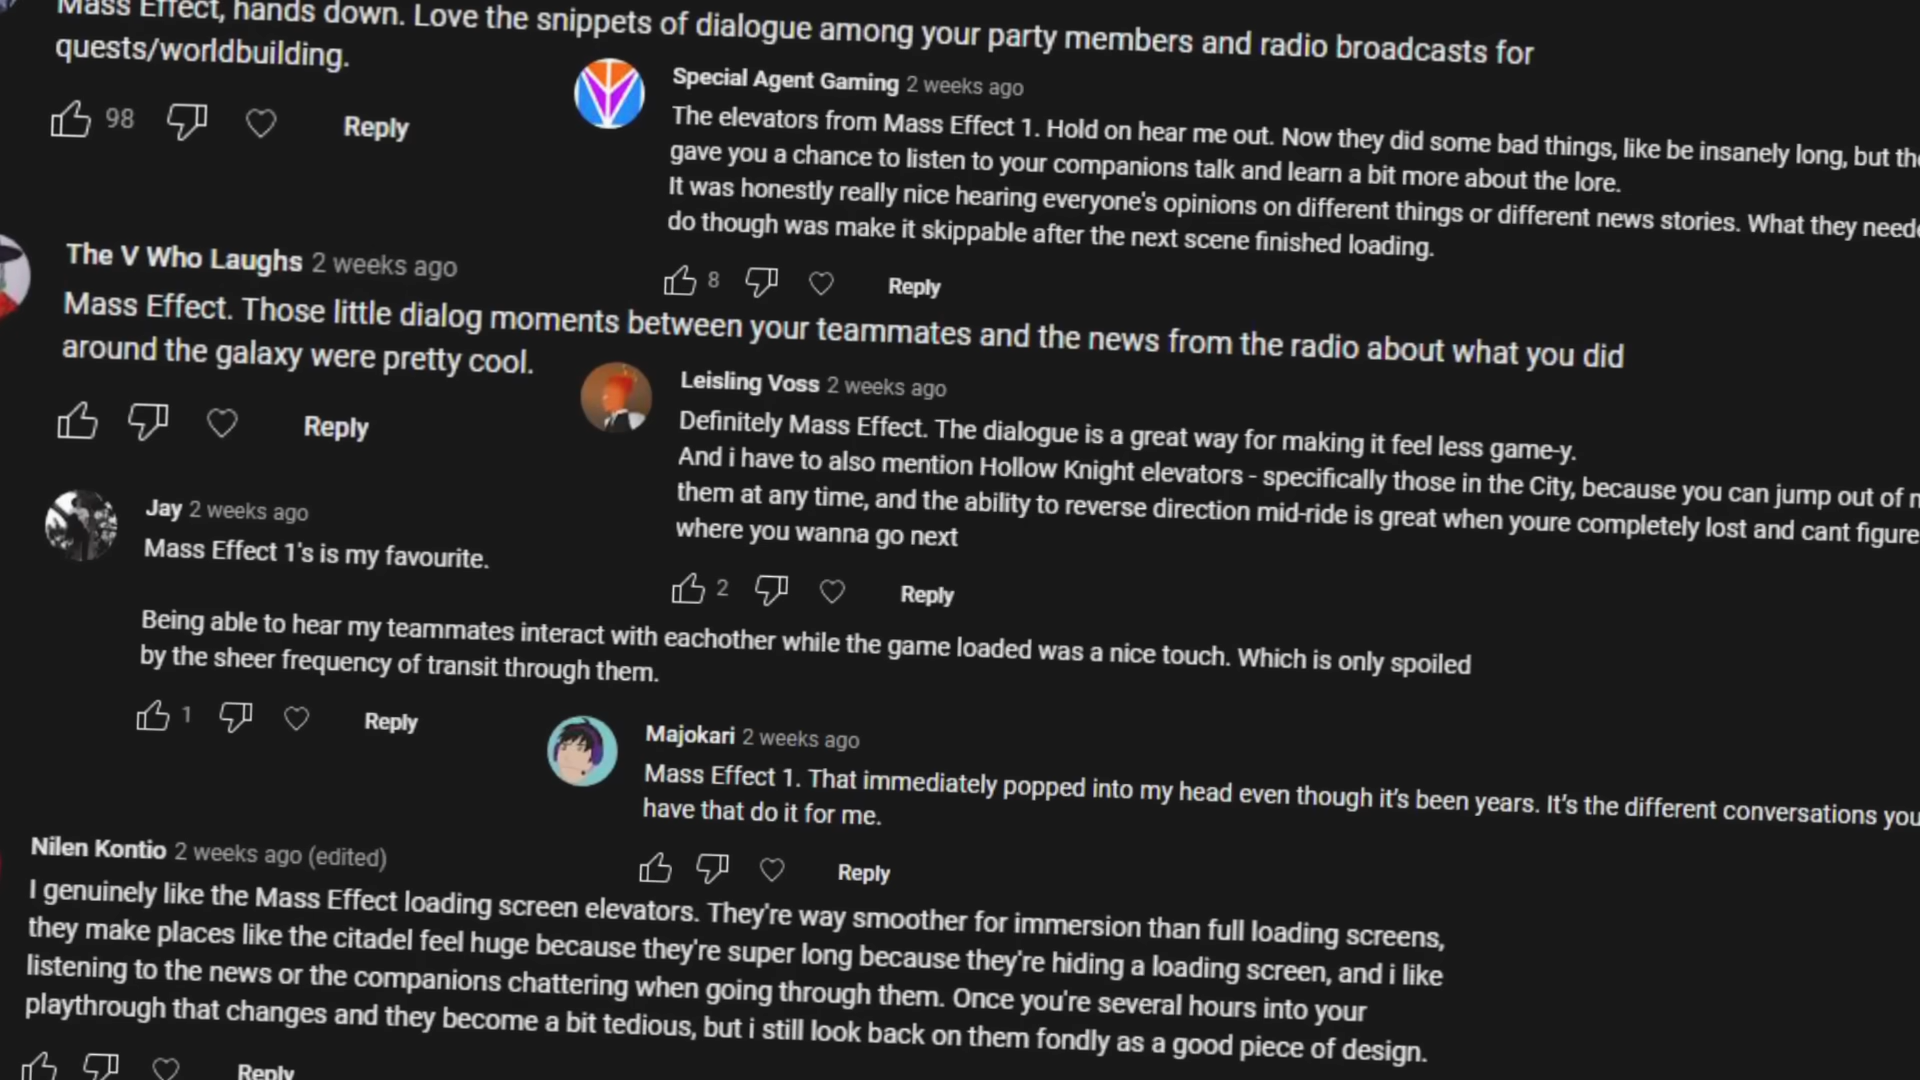 Mass Effect, hands down. Love the snippets of dialogue among your party members and radio broadcasts for
quests/worldbuilding.
98 Reply
Special Agent Gaming 2 weeks ago
The elevators from Mass Effect 1. Hold on hear me out. Now they did some bad things, like be insanely long, but
gave you a chance to listen to your companions talk and learn a bit more about the lore.
It was honestly really nice hearing everyone's opinions on different things or different news stories. What they
do though was make it skippable after the next scene finished loading.
8 Reply
The V Who Laughs 2 weeks ago
Mass Effect. Those little dialog moments between your teammates and the news from the radio about what you did
around the galaxy were pretty cool.
Reply
Leisling Voss 2 weeks ago
Definitely Mass Effect. The dialogue is a great way for making it feel less game-y.
And i have to also mention Hollow Knight elevators - specifically those in the City, because you can jump out of
them at any time, and the ability to reverse direction mid-ride is great when youre completely lost and cant figure
where you wanna go next
2 Reply
Jay 2 weeks ago
Mass Effect 1's is my favourite.
Being able to hear my teammates interact with eachother while the game loaded was a nice touch. Which is only spoiled
by the sheer frequency of transit through them.
1 Reply
Majokari 2 weeks ago
Mass Effect 1. That immediately popped into my head even though it's been years. It's the different conversations you
have that do it for me.
Reply
Nilen Kontio 2 weeks ago (edited)
I genuinely like the Mass Effect loading screen elevators. They're way smoother for immersion than full loading screens,
they make places like the citadel feel huge because they're super long because they're hiding a loading screen, and i like
listening to the news or the companions chattering when going through them. Once you're several hours into your
playthrough that changes and they become a bit tedious, but i still look back on them fondly as a good piece of design.
Reply